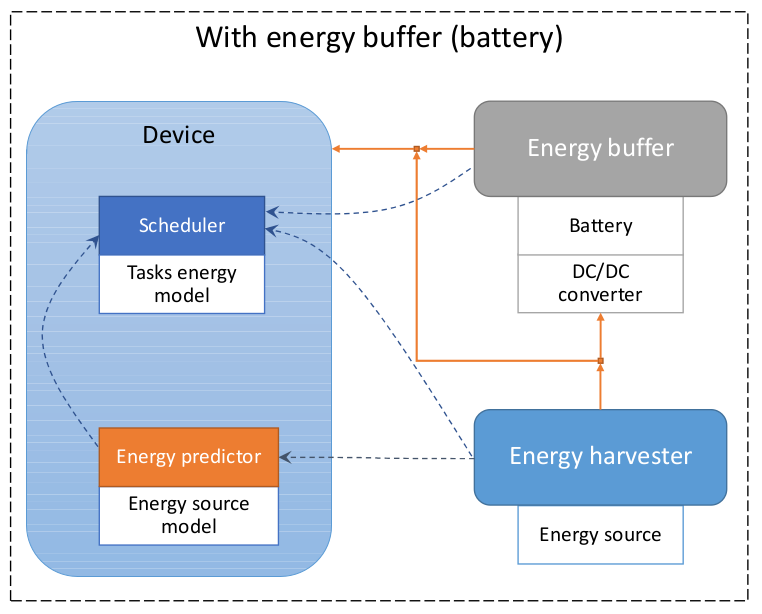 With energy buffer (battery)
Device
Energy buffer
Scheduler
Battery
Tasks energy
model
DC/DC
converter
Energy predictor
Energy harvester
Energy source
model
Energy source